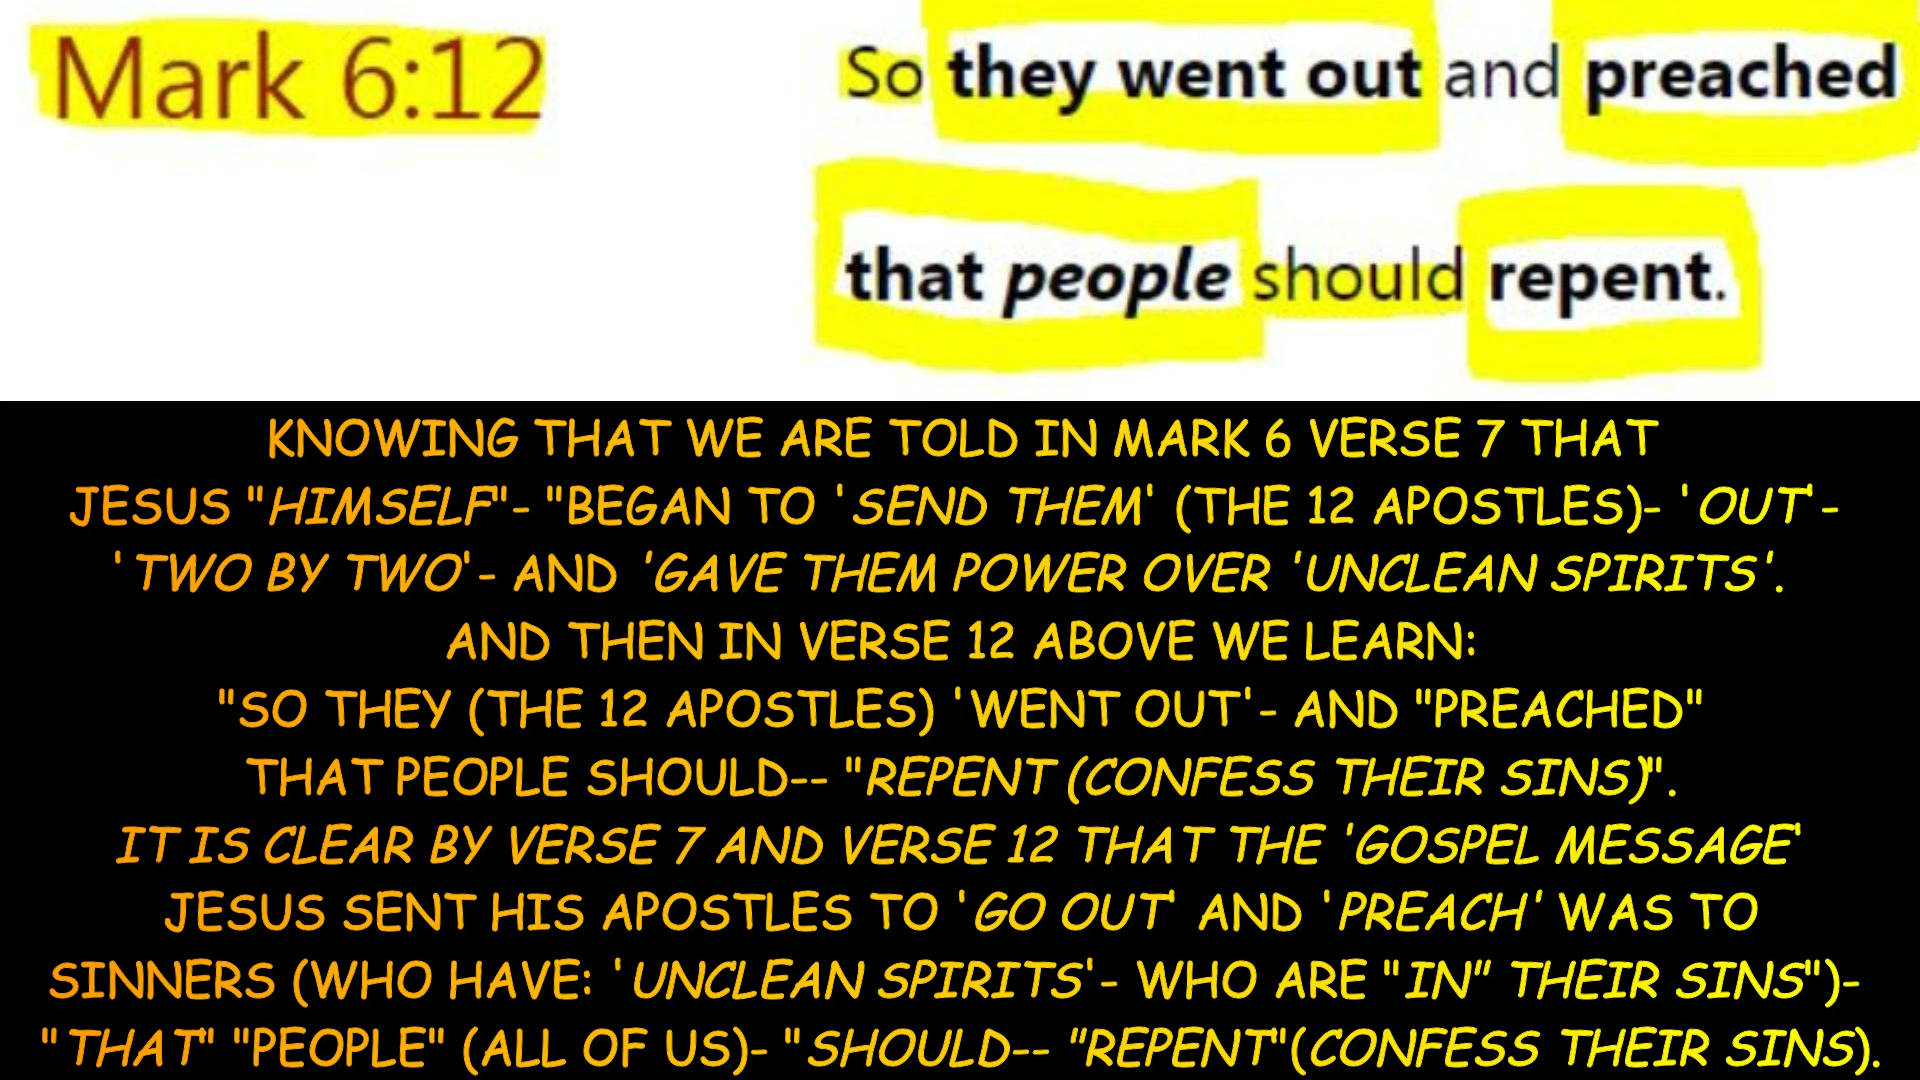 Mark 6:12
So they went out and preached
that people should repent.
KNOWING THAT WE ARE TOLD IN MARK 6 VERSE 7 THAT
JESUS "HIMSELF"- "BEGAN TO 'SEND THEM' (THE 12 APOSTLES)- 'OUT'-
'TWO BY TWO'- AND 'GAVE THEM POWER OVER 'UNCLEAN SPIRITS'.
AND THEN IN VERSE 12 ABOVE WE LEARN:
"SO THEY (THE 12 APOSTLES) 'WENT OUT'- AND "PREACHED"
THAT PEOPLE SHOULD-- "REPENT (CONFESS THEIR SINS)".
IT IS CLEAR BY VERSE 7 AND VERSE 12 THAT THE 'GOSPEL MESSAGE'
JESUS SENT HIS APOSTLES TO 'GO OUT' AND 'PREACH' WAS TO
SINNERS (WHO HAVE: 'UNCLEAN SPIRITS'- WHO ARE "IN" THEIR SINS")-
"THAT" "PEOPLE" (ALL OF US)- "SHOULD-- "REPENT"(CONFESS THEIR SINS).